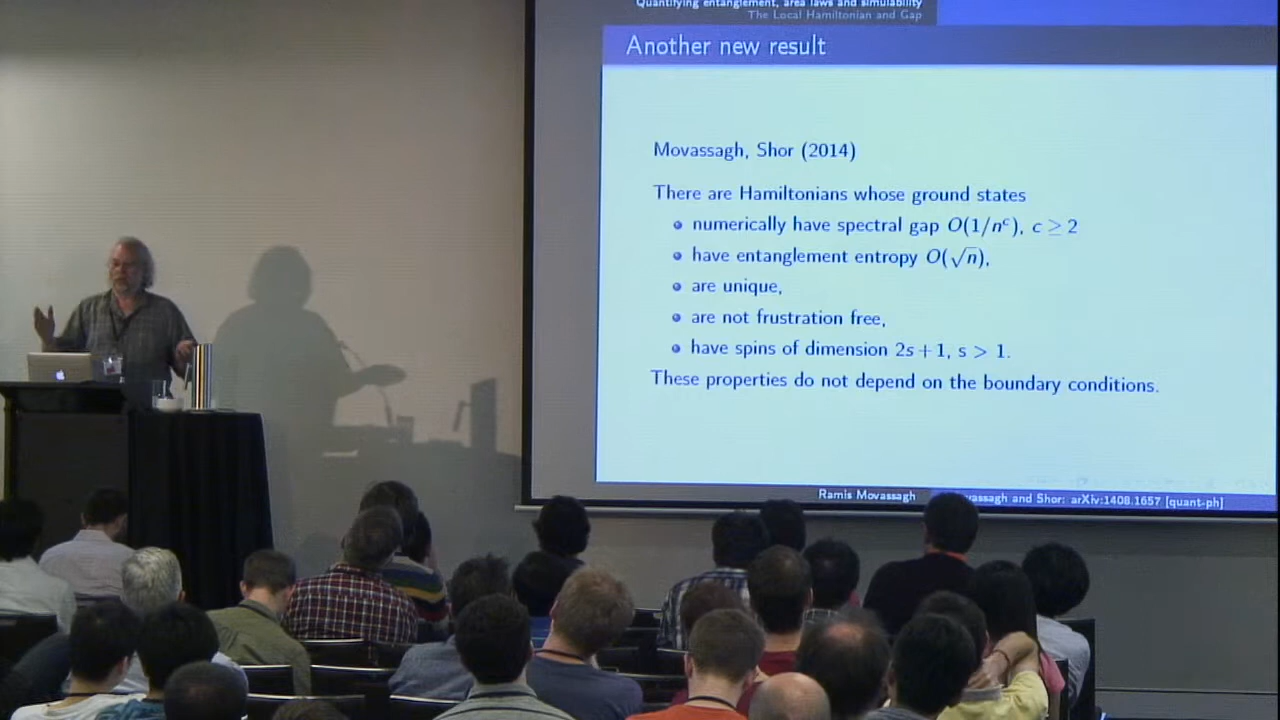 Quantifying entanglement, area laws and simulability
The Local Hamiltonian and Gap
Another new result
Movassagh, Shor (2014)
There are Hamiltonians whose ground states
numerically have spectral gap O(1/nᶜ), c ≥ 2
have entanglement entropy O(√n),
are unique,
are not frustration free,
have spins of dimension 2s+1, s > 1.
These properties do not depend on the boundary conditions.
Ramis Movassagh
and Shor: arXiv:1408.1657 [quant-ph]